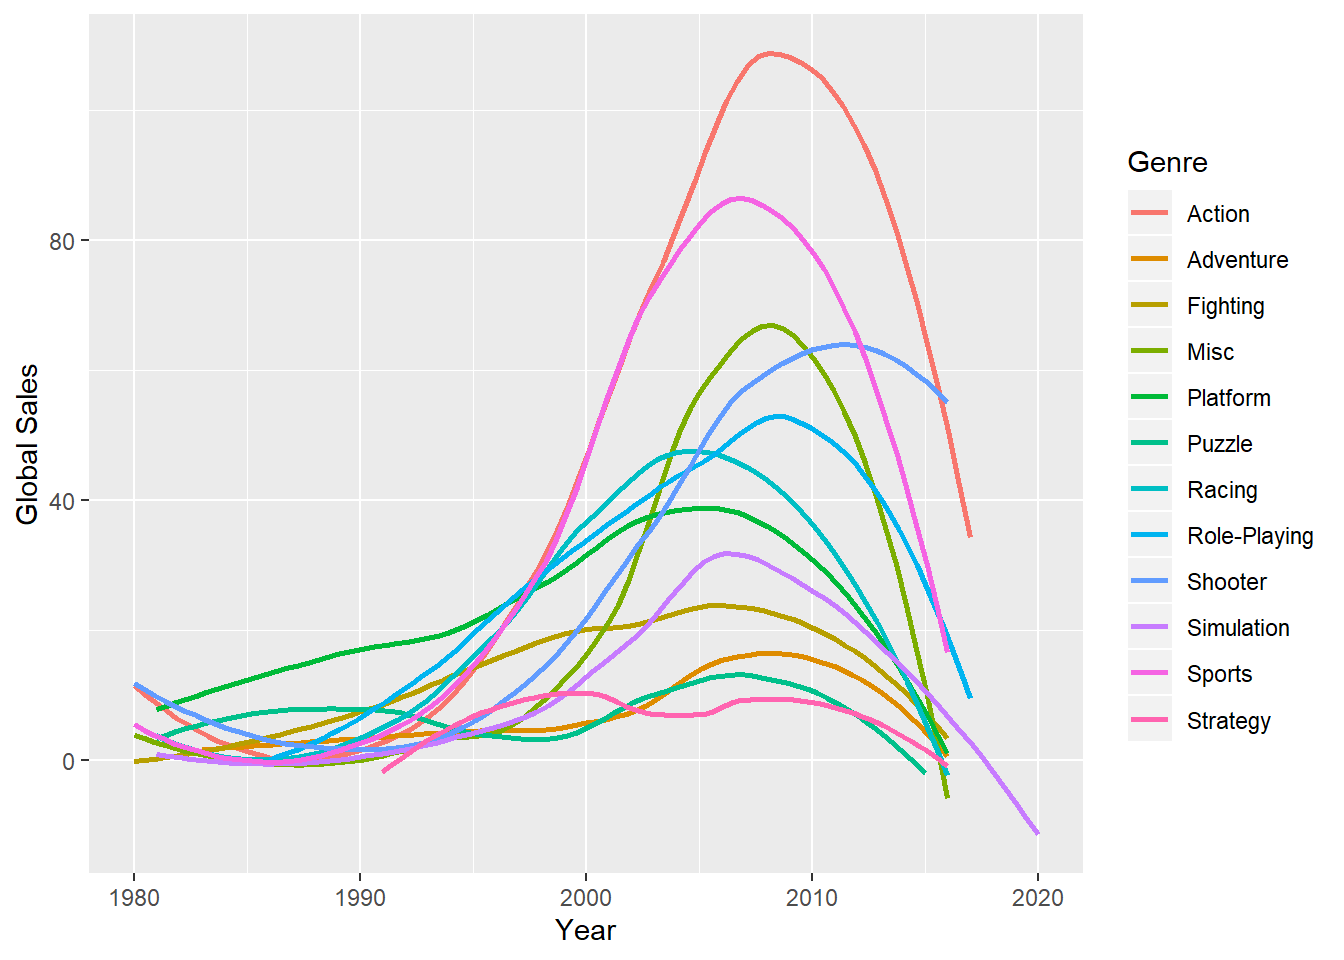 Global Sales
80
40
0
1980
1990
2000
2010
2020
Year
Genre
Action
Adventure
Fighting
Misc
Platform
Puzzle
Racing
Role-Playing
Shooter
Simulation
Sports
Strategy